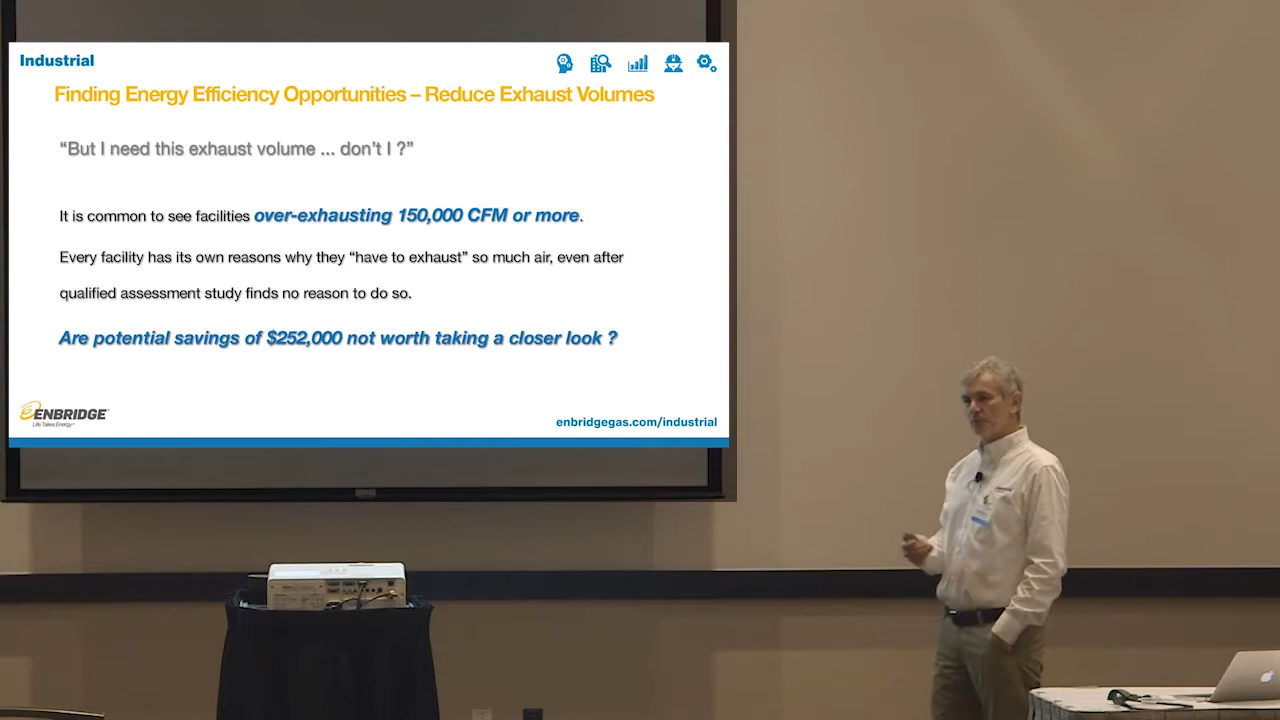 Industrial
Finding Energy Efficiency Opportunities – Reduce Exhaust Volumes
“But I need this exhaust volume ... don’t I ?”
It is common to see facilities over-exhausting 150,000 CFM or more.
Every facility has its own reasons why they “have to exhaust” so much air, even after
qualified assessment study finds no reason to do so.
Are potential savings of $252,000 not worth taking a closer look ?
ENBRIDGE
Life Takes Energy™
enbridgegas.com/industrial